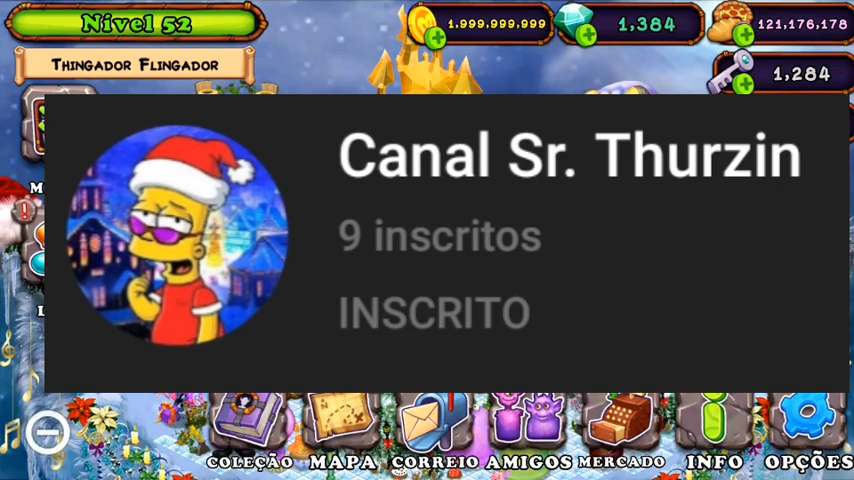 Nivel 52
1,999,999,999
1,384
121,176,178
THINGADOR FLINGADOR
1,284
Canal Sr. Thurzin
9 inscritos
INSCRITO
COLEÇÃO MAPA CORREIO AMIGOS MERCADO INFO OPÇÕES